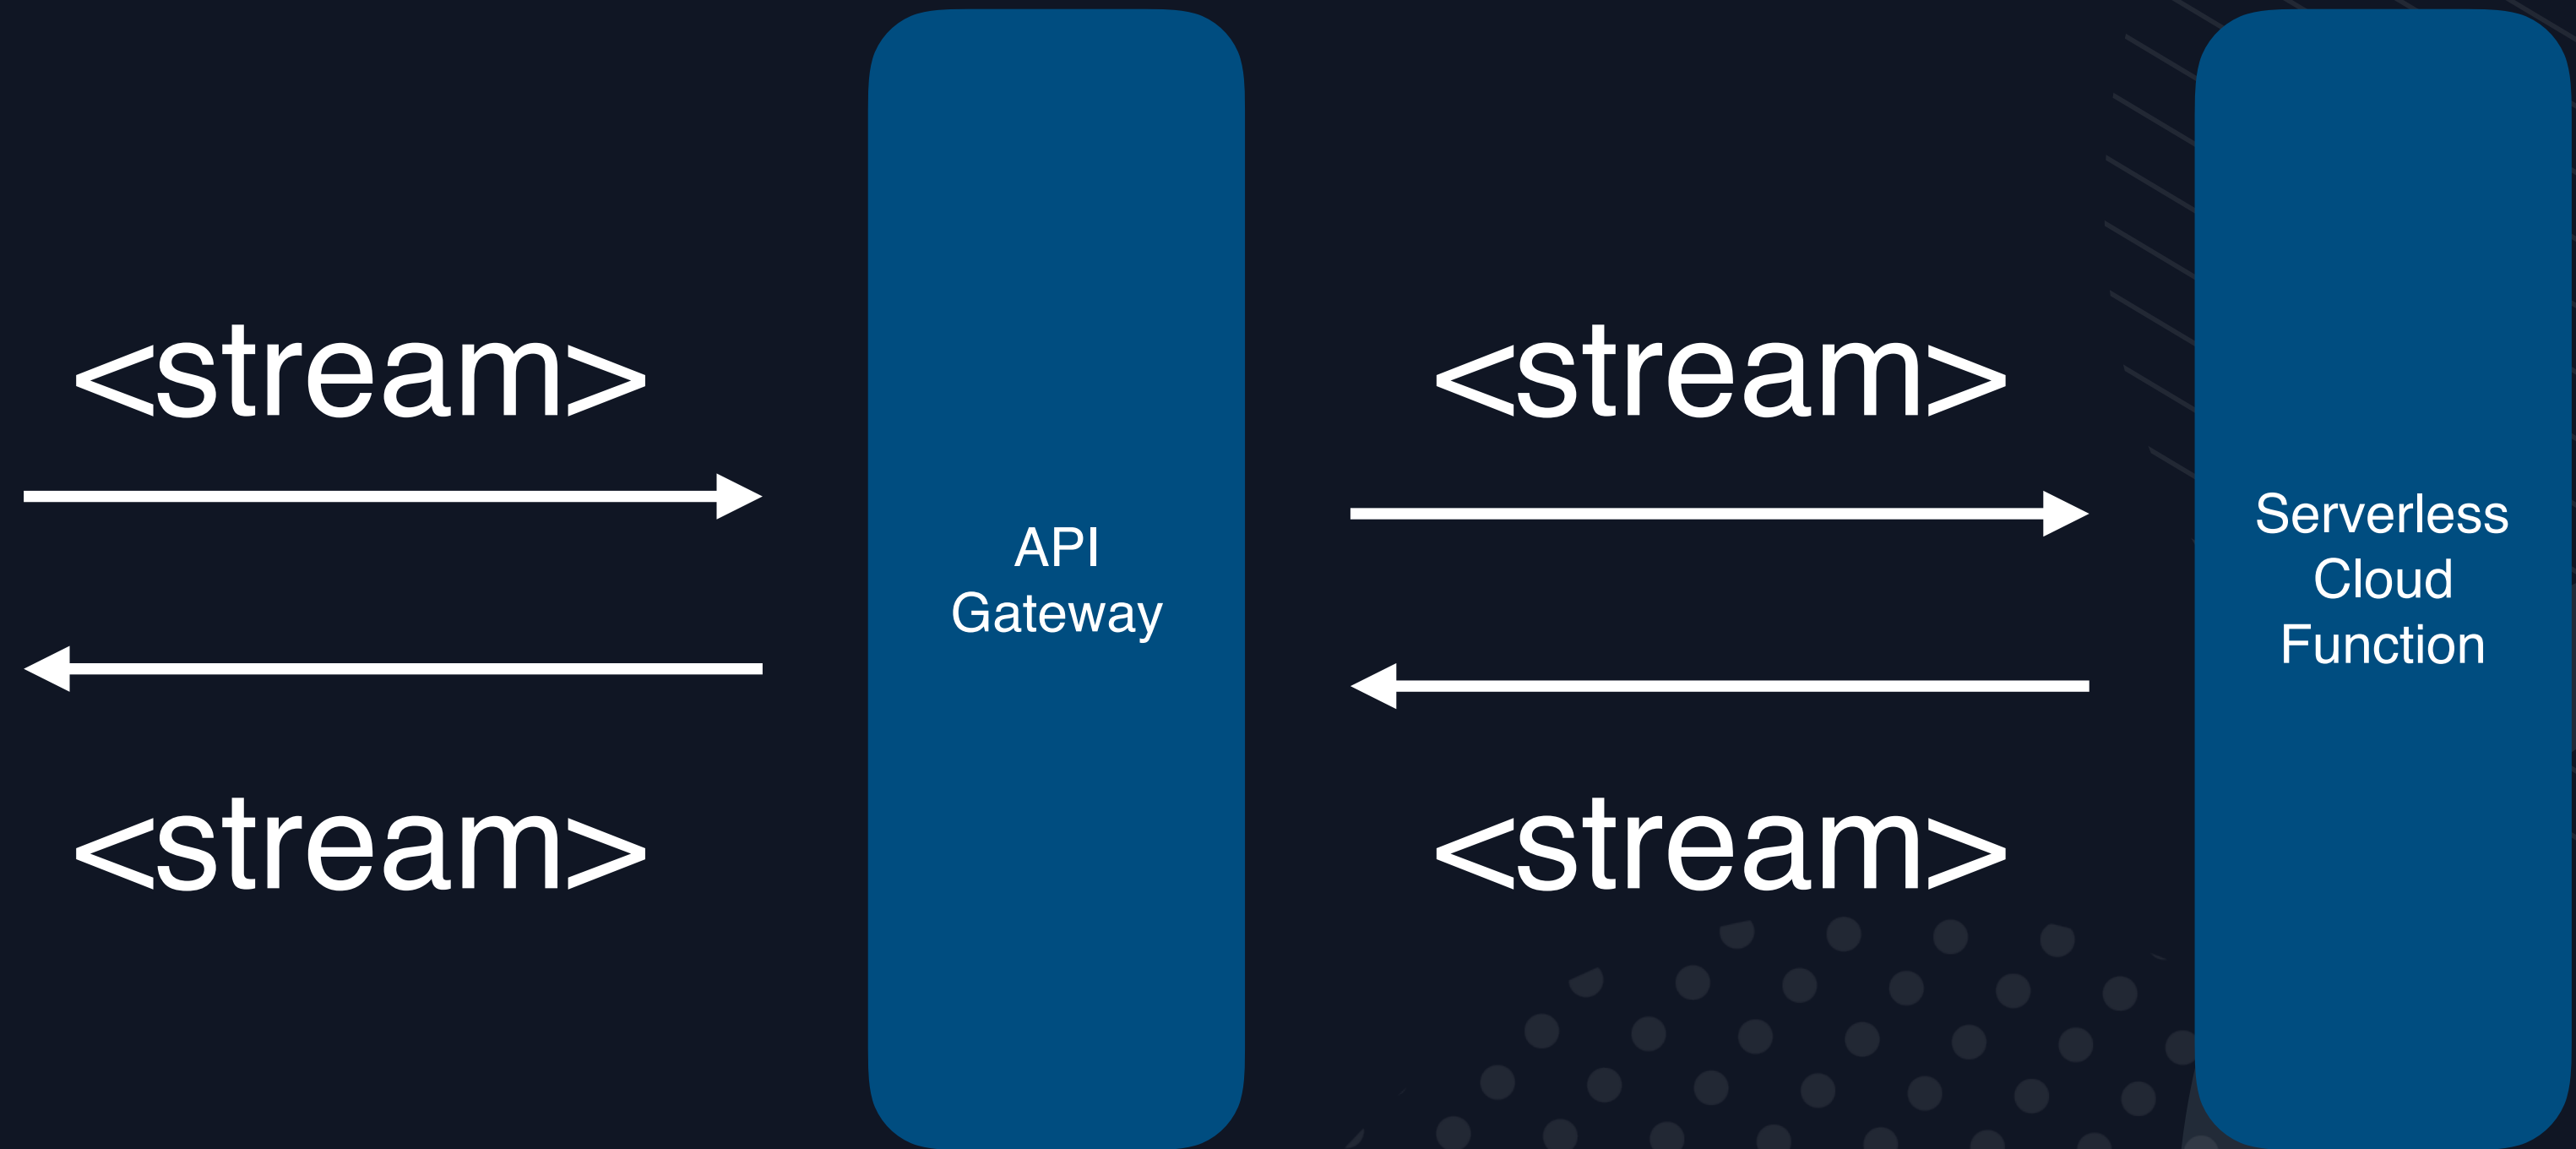 <stream>
<stream>
API
Gateway
<stream>
<stream>
Serverless
Cloud
Function